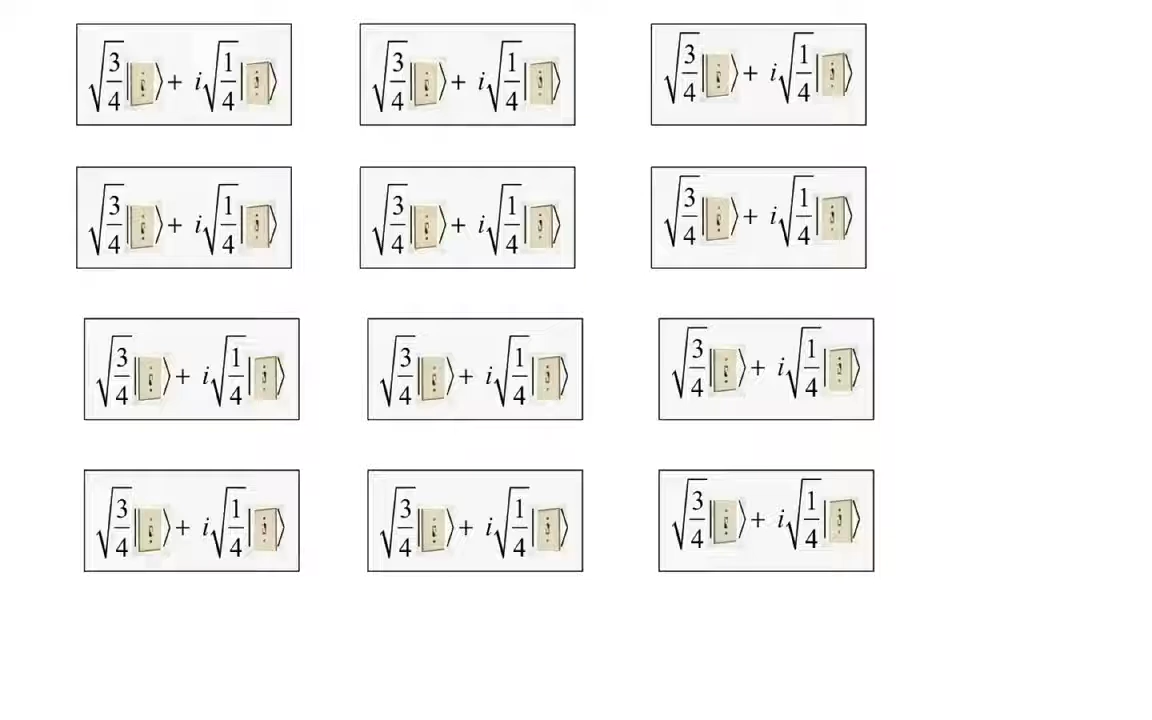 √(3/4)| ⟩ + i√(1/4)| ⟩ √(3/4)| ⟩ + i√(1/4)| ⟩ √(3/4)| ⟩ + i√(1/4)| ⟩
√(3/4)| ⟩ + i√(1/4)| ⟩ √(3/4)| ⟩ + i√(1/4)| ⟩ √(3/4)| ⟩ + i√(1/4)| ⟩
√(3/4)| ⟩ + i√(1/4)| ⟩ √(3/4)| ⟩ + i√(1/4)| ⟩ √(3/4)| ⟩ + i√(1/4)| ⟩
√(3/4)| ⟩ + i√(1/4)| ⟩ √(3/4)| ⟩ + i√(1/4)| ⟩ √(3/4)| ⟩ + i√(1/4)| ⟩